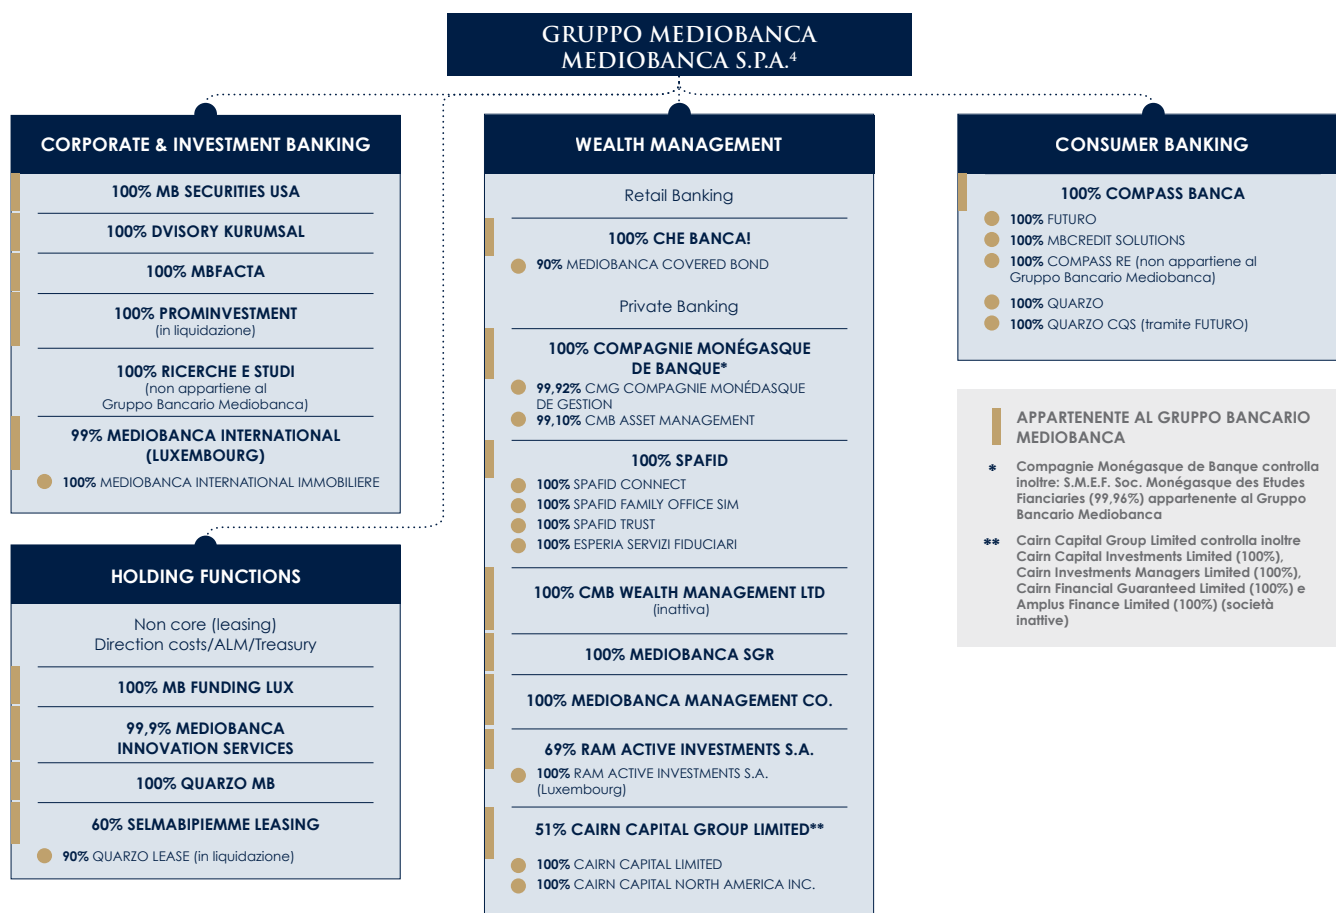 GRUPPO MEDIOBANCA
MEDIOBANCA S.P.A.4
CORPORATE & INVESTMENT BANKING
100% MB SECURITIES USA
100% DVISORY KURUMSAL
100% MBFACTA
100% PROMINVESTMENT
(in liquidazione)
100% RICERCHE E STUDI
(non appartiene al
Gruppo Bancario Mediobanca)
99% MEDIOBANCA INTERNATIONAL
(LUXEMBOURG)
100% MEDIOBANCA INTERNATIONAL IMMOBILIERE
HOLDING FUNCTIONS
Non core (leasing)
Direction costs/ALM/Treasury
100% MB FUNDING LUX
99,9% MEDIOBANCA
INNOVATION SERVICES
100% QUARZO MB
60% SELMABIPIEMME LEASING
90% QUARZO LEASE (in liquidazione)
WEALTH MANAGEMENT
Retail Banking
100% CHE BANCA!
90% MEDIOBANCA COVERED BOND
Private Banking
100% COMPAGNIE MONÉGASQUE
DE BANQUE*
99,92% CMG COMPAGNIE MONÉDASQUE
DE GESTION
99,10% CMB ASSET MANAGEMENT
100% SPAFID
100% SPAFID CONNECT
100% SPAFID FAMILY OFFICE SIM
100% SPAFID TRUST
100% ESPERIA SERVIZI FIDUCIARI
100% CMB WEALTH MANAGEMENT LTD
(inattiva)
100% MEDIOBANCA SGR
100% MEDIOBANCA MANAGEMENT CO.
69% RAM ACTIVE INVESTMENTS S.A.
100% RAM ACTIVE INVESTMENTS S.A.
(Luxembourg)
51% CAIRN CAPITAL GROUP LIMITED**
100% CAIRN CAPITAL LIMITED
100% CAIRN CAPITAL NORTH AMERICA INC.
CONSUMER BANKING
100% COMPASS BANCA
100% FUTURO
100% MBCREDIT SOLUTIONS
100% COMPASS RE (non appartiene al
Gruppo Bancario Mediobanca)
100% QUARZO
100% QUARZO CQS (tramite FUTURO)
APPARTENENTE AL GRUPPO BANCARIO
MEDIOBANCA
* Compagnie Monégasque de Banque controlla
inoltre: S.M.E.F. Soc. Monégasque des Etudes
Fianciaries (99,96%) appartenente al Gruppo
Bancario Mediobanca
** Cairn Capital Group Limited controlla inoltre
Cairn Capital Investments Limited (100%),
Cairn Investments Managers Limited (100%),
Cairn Financial Guaranteed Limited (100%) e
Amplus Finance Limited (100%) (società
inattive)